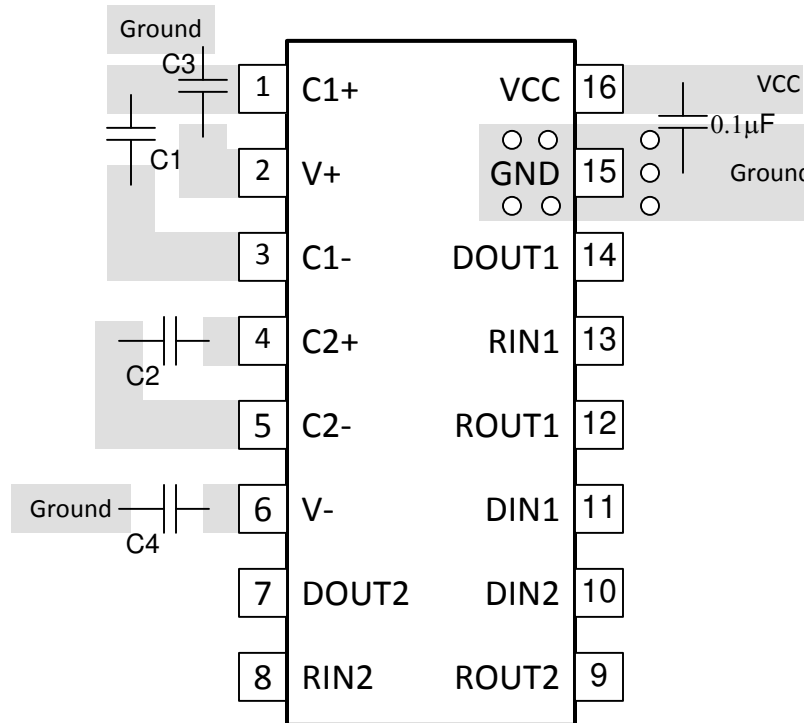 Ground
C3
1 C1+ VCC 16 VCC
C1 0.1µF
2 V+ GND 15 Ground
3 C1- DOUT1 14
4 C2+ RIN1 13
C2
5 C2- ROUT1 12
Ground 6 V- DIN1 11
C4
7 DOUT2 DIN2 10
8 RIN2 ROUT2 9